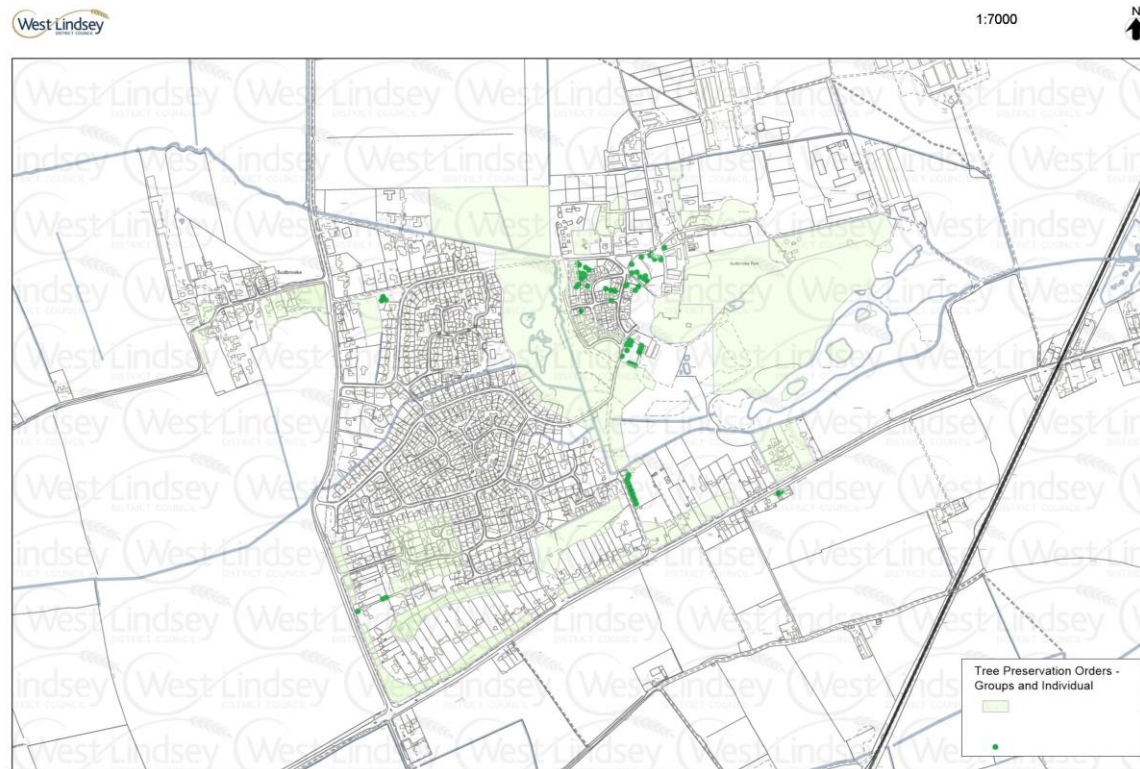 West Lindsey
DISTRICT COUNCIL
1:7000
N
Sudbrooke
Sudbrooke Park
Tree Preservation Orders -
Groups and Individual